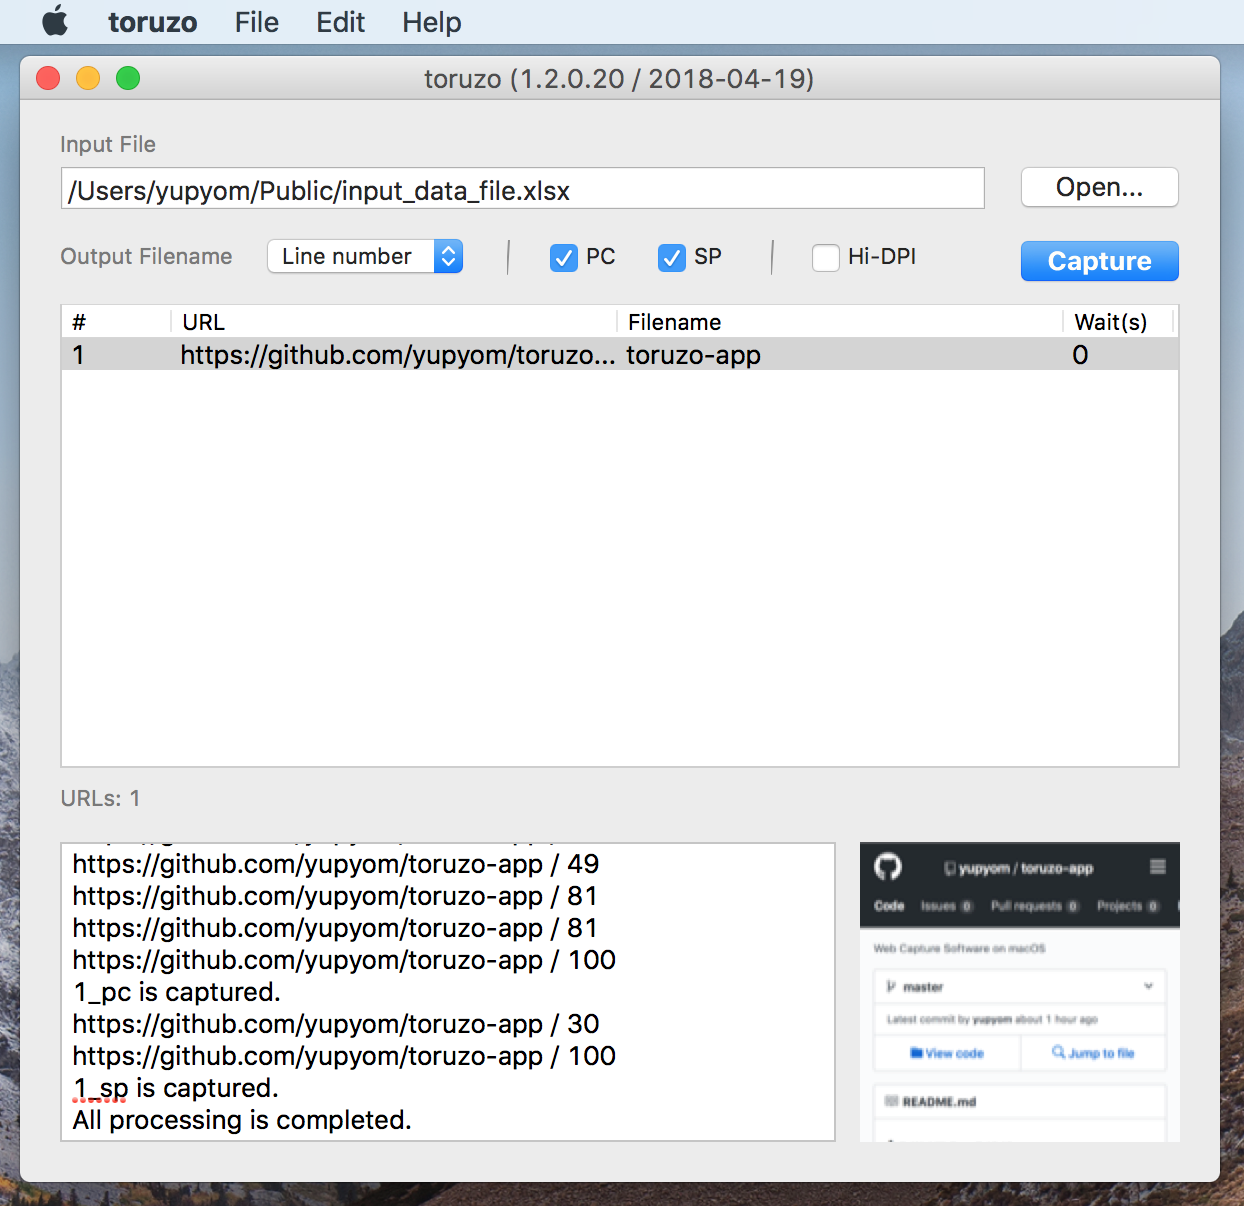 toruzo File Edit Help
toruzo (1.2.0.20 / 2018-04-19)
Input File
/Users/yupyom/Public/input_data_file.xlsx Open...
Output Filename Line number PC SP Hi-DPI Capture
# URL Filename Wait(s)
1 https://github.com/yupyom/toruzo... toruzo-app 0
URLs: 1
https://github.com/yupyom/toruzo-app / 49
https://github.com/yupyom/toruzo-app / 81
https://github.com/yupyom/toruzo-app / 81
https://github.com/yupyom/toruzo-app / 100
1_pc is captured.
https://github.com/yupyom/toruzo-app / 30
https://github.com/yupyom/toruzo-app / 100
1_sp is captured.
All processing is completed.
yupyom / toruzo-app
Code Issues 0 Pull requests 0 Projects 0
Web Capture Software on macOS
master
Latest commit by yupyom about 1 hour ago
View code Jump to file
README.md